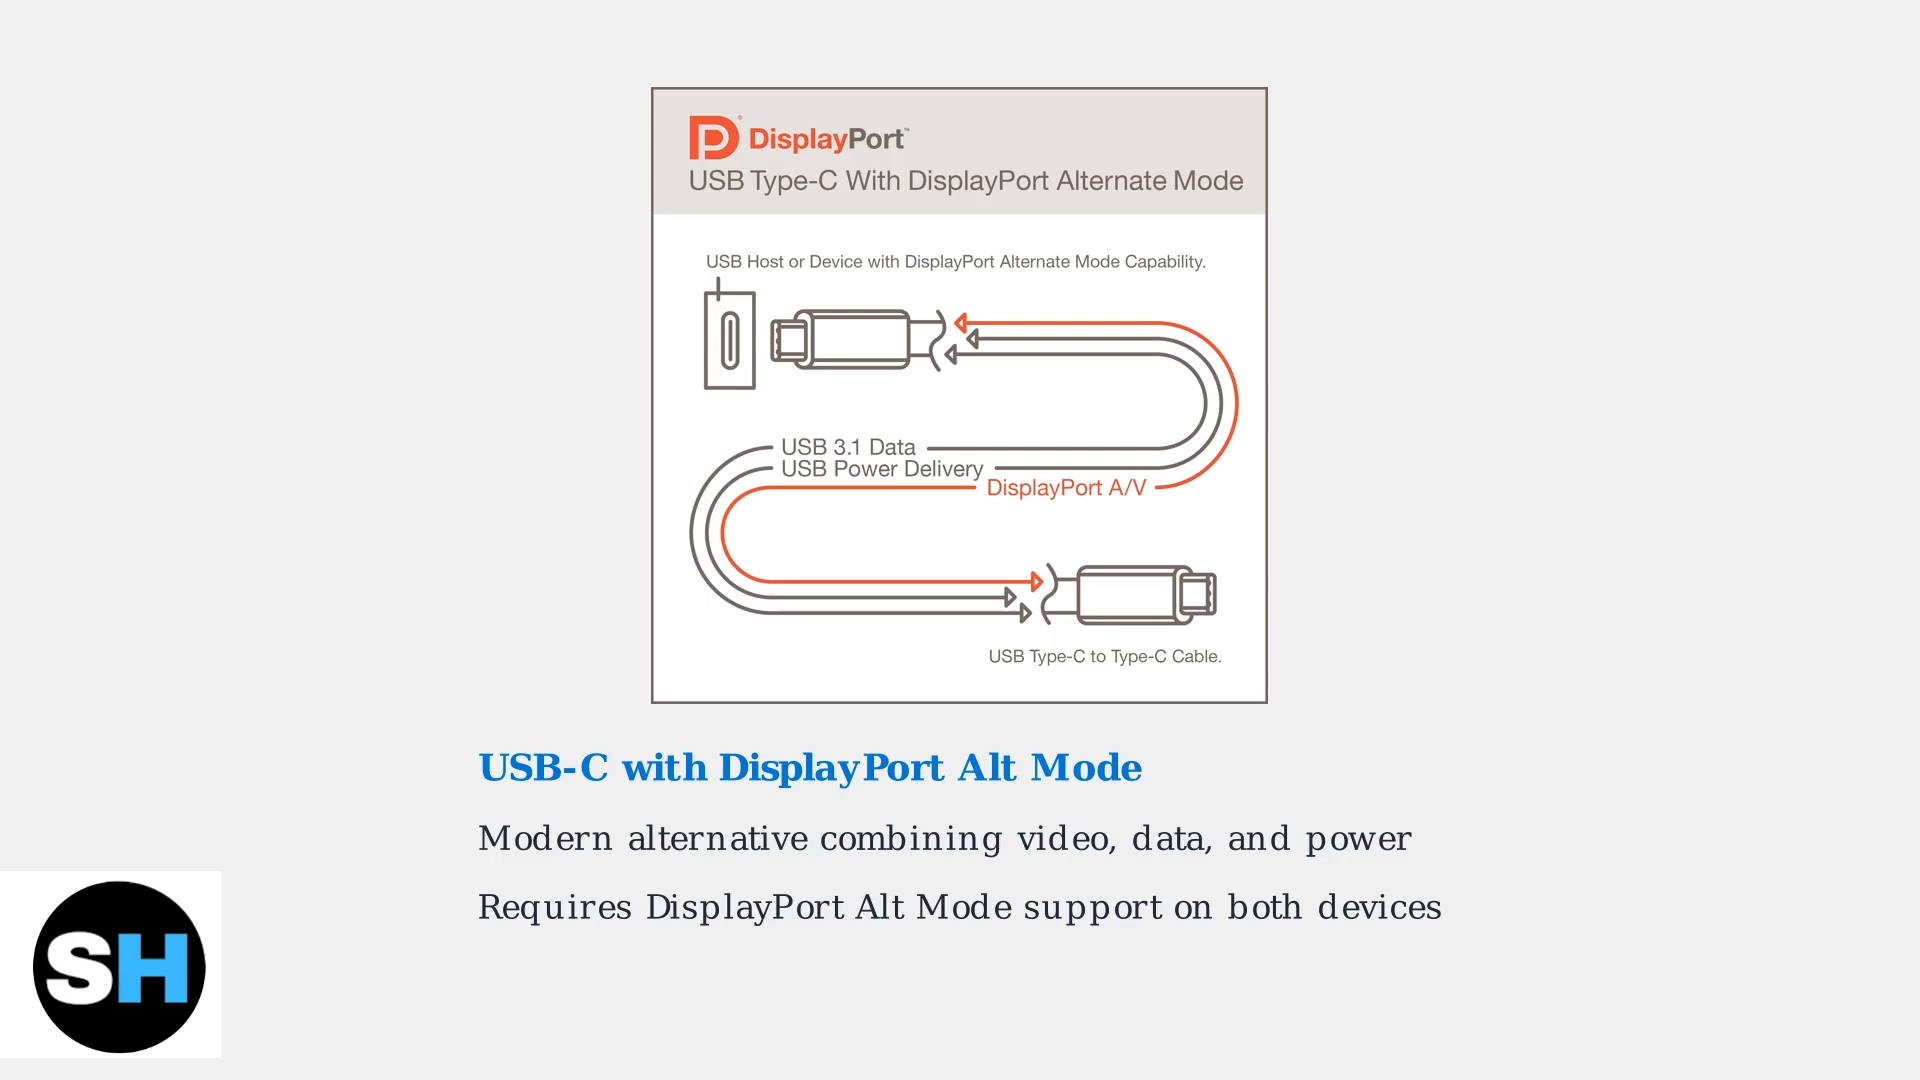 DisplayPort™
USB Type-C With DisplayPort Alternate Mode
USB Host or Device with DisplayPort Alternate Mode Capability.
USB 3.1 Data
USB Power Delivery
DisplayPort A/V
USB Type-C to Type-C Cable.
USB-C with DisplayPort Alt Mode
Modern alternative combining video, data, and power
Requires DisplayPort Alt Mode support on both devices
SH